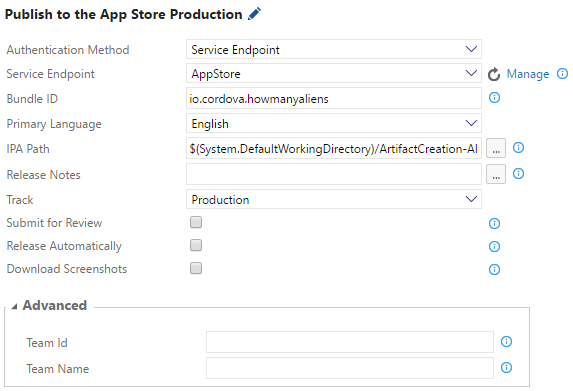 Publish to the App Store Production
Authentication Method Service Endpoint
Service Endpoint AppStore Manage
Bundle ID io.cordova.howmanyaliens
Primary Language English
IPA Path $(System.DefaultWorkingDirectory)/ArtifactCreation-Al ...
Release Notes ...
Track Production
Submit for Review
Release Automatically
Download Screenshots
Advanced
Team Id
Team Name